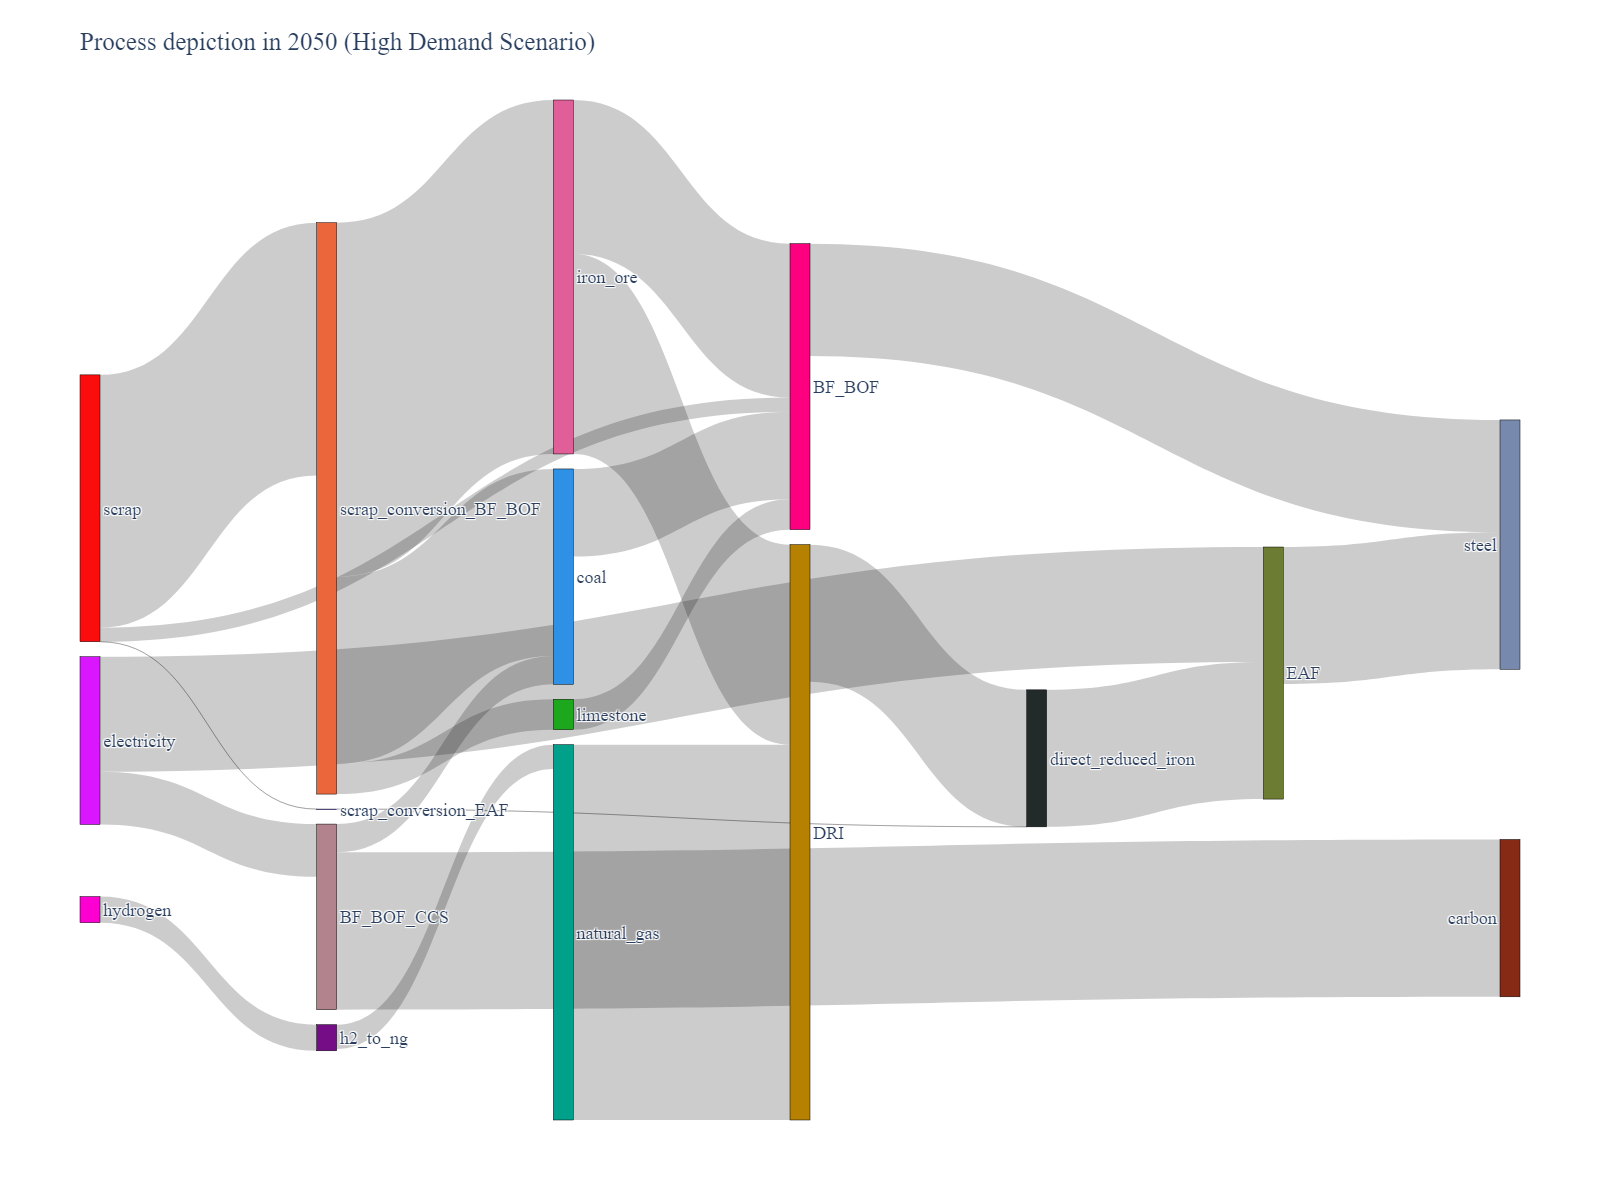 Process depiction in 2050 (High Demand Scenario)
scrap
electricity
hydrogen
scrap_conversion_BF_BOF
scrap_conversion_EAF
BF_BOF_CCS
h2_to_ng
iron_ore
coal
limestone
natural_gas
BF_BOF
DRI
direct_reduced_iron
EAF
steel
carbon